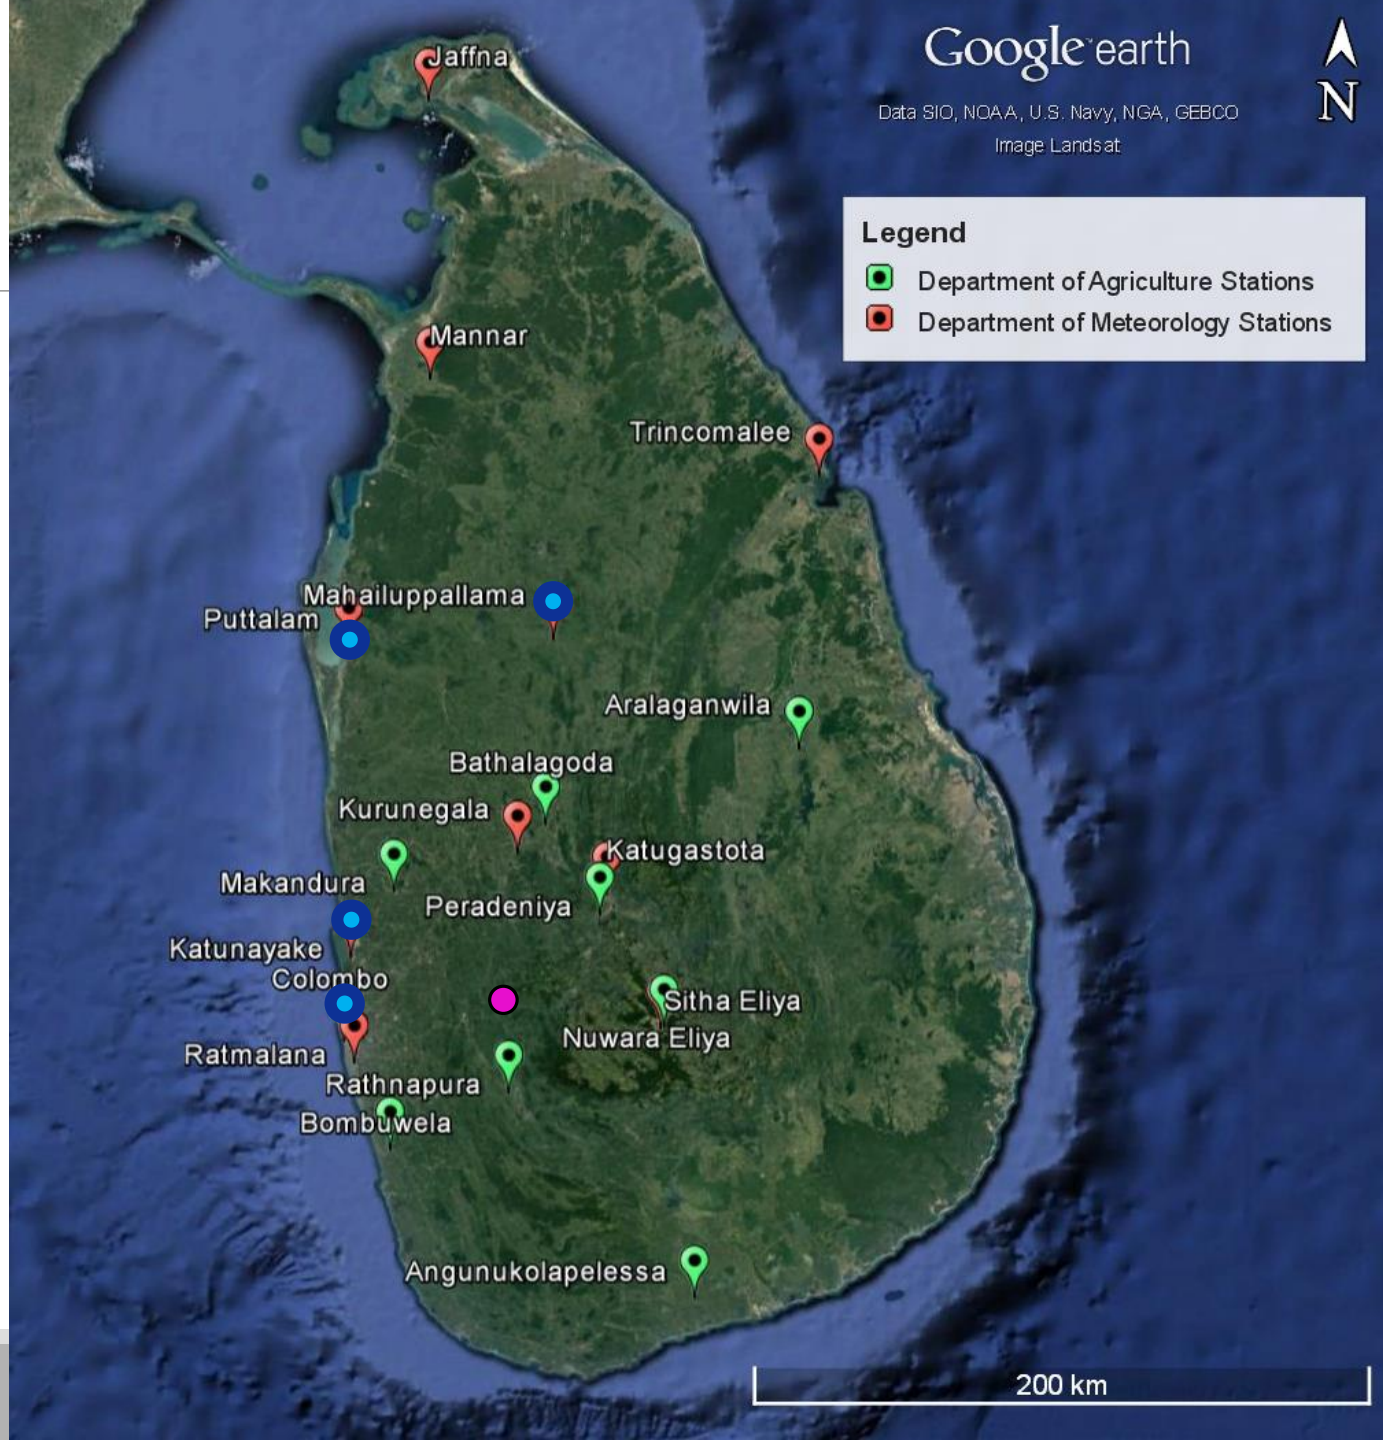 Jaffna
Google earth
N
Data SIO, NOAA, U.S. Navy, NGA, GEBCO
Image Landsat
Legend
Department of Agriculture Stations
Department of Meteorology Stations
Mannar
Trincomalee
Mahailuppallama
Puttalam
Aralaganwila
Bathalagoda
Kurunegala
Katugastota
Makandura
Peradeniya
Katunayake
Colombo
Sitha Eliya
Nuwara Eliya
Ratmalana
Rathnapura
Bombuwela
Angunukolapelessa
200 km